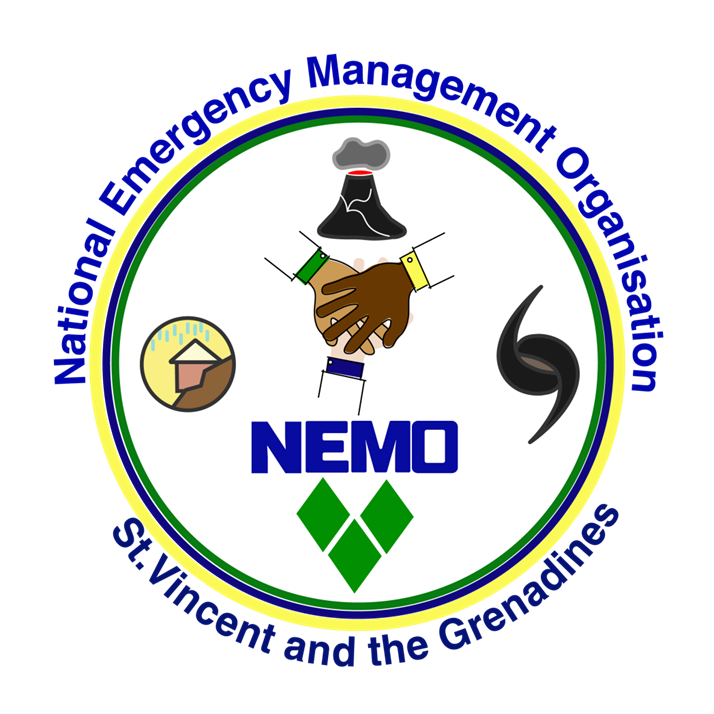 National Emergency Management Organisation
NEMO
St.Vincent and the Grenadines